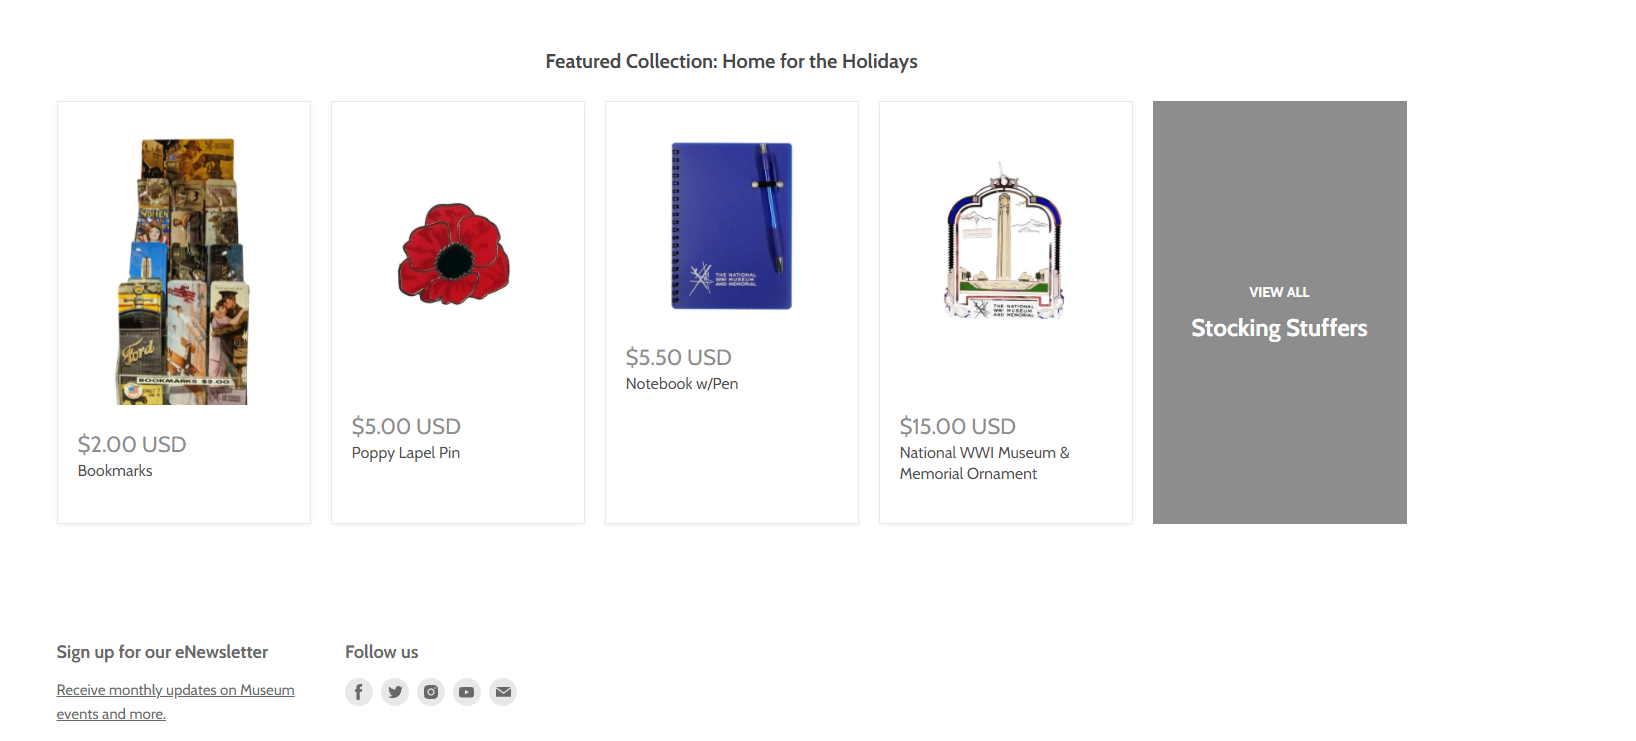 Featured Collection: Home for the Holidays
WOMEN
Ford
BOOKMARKS $2.00
$2.00 USD
Bookmarks
$5.00 USD
Poppy Lapel Pin
THE NATIONAL
WWI MUSEUM
AND MEMORIAL
$5.50 USD
Notebook w/Pen
THE NATIONAL
WWI MUSEUM
AND MEMORIAL
$15.00 USD
National WWI Museum &
Memorial Ornament
VIEW ALL
Stocking Stuffers
Sign up for our eNewsletter
Receive monthly updates on Museum
events and more.
Follow us